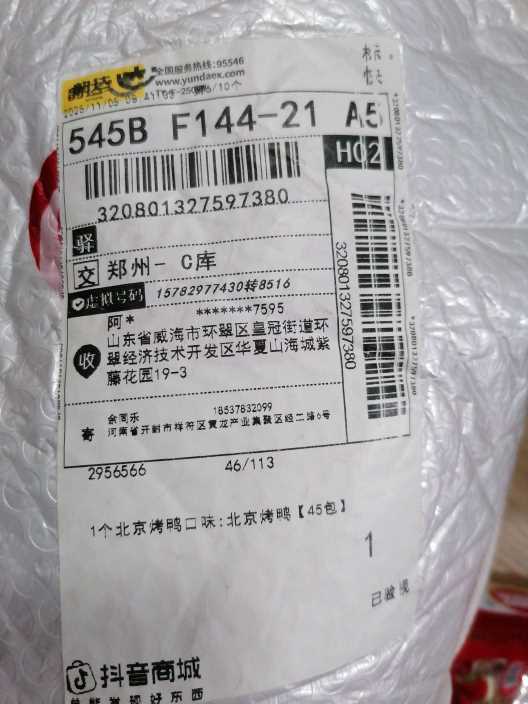 全国服务热线:95546
www.yundaex.com
545B F144-21 A5
H02
320801327597380
驿
交 郑州- C库
虚拟号码 15782977430转8516
阿* *******7595
收 山东省威海市环翠区皇冠街道环
翠经济技术开发区华夏山海城紫
藤花园19-3
寄 余同乐 18537832099
河南省开封市祥符区黄龙产业集聚区经二路6号
2956566 46/113
1个北京烤鸭口味:北京烤鸭【45包】
1
已验视
抖音商城
320801327597380
320801327597380
320801327597380